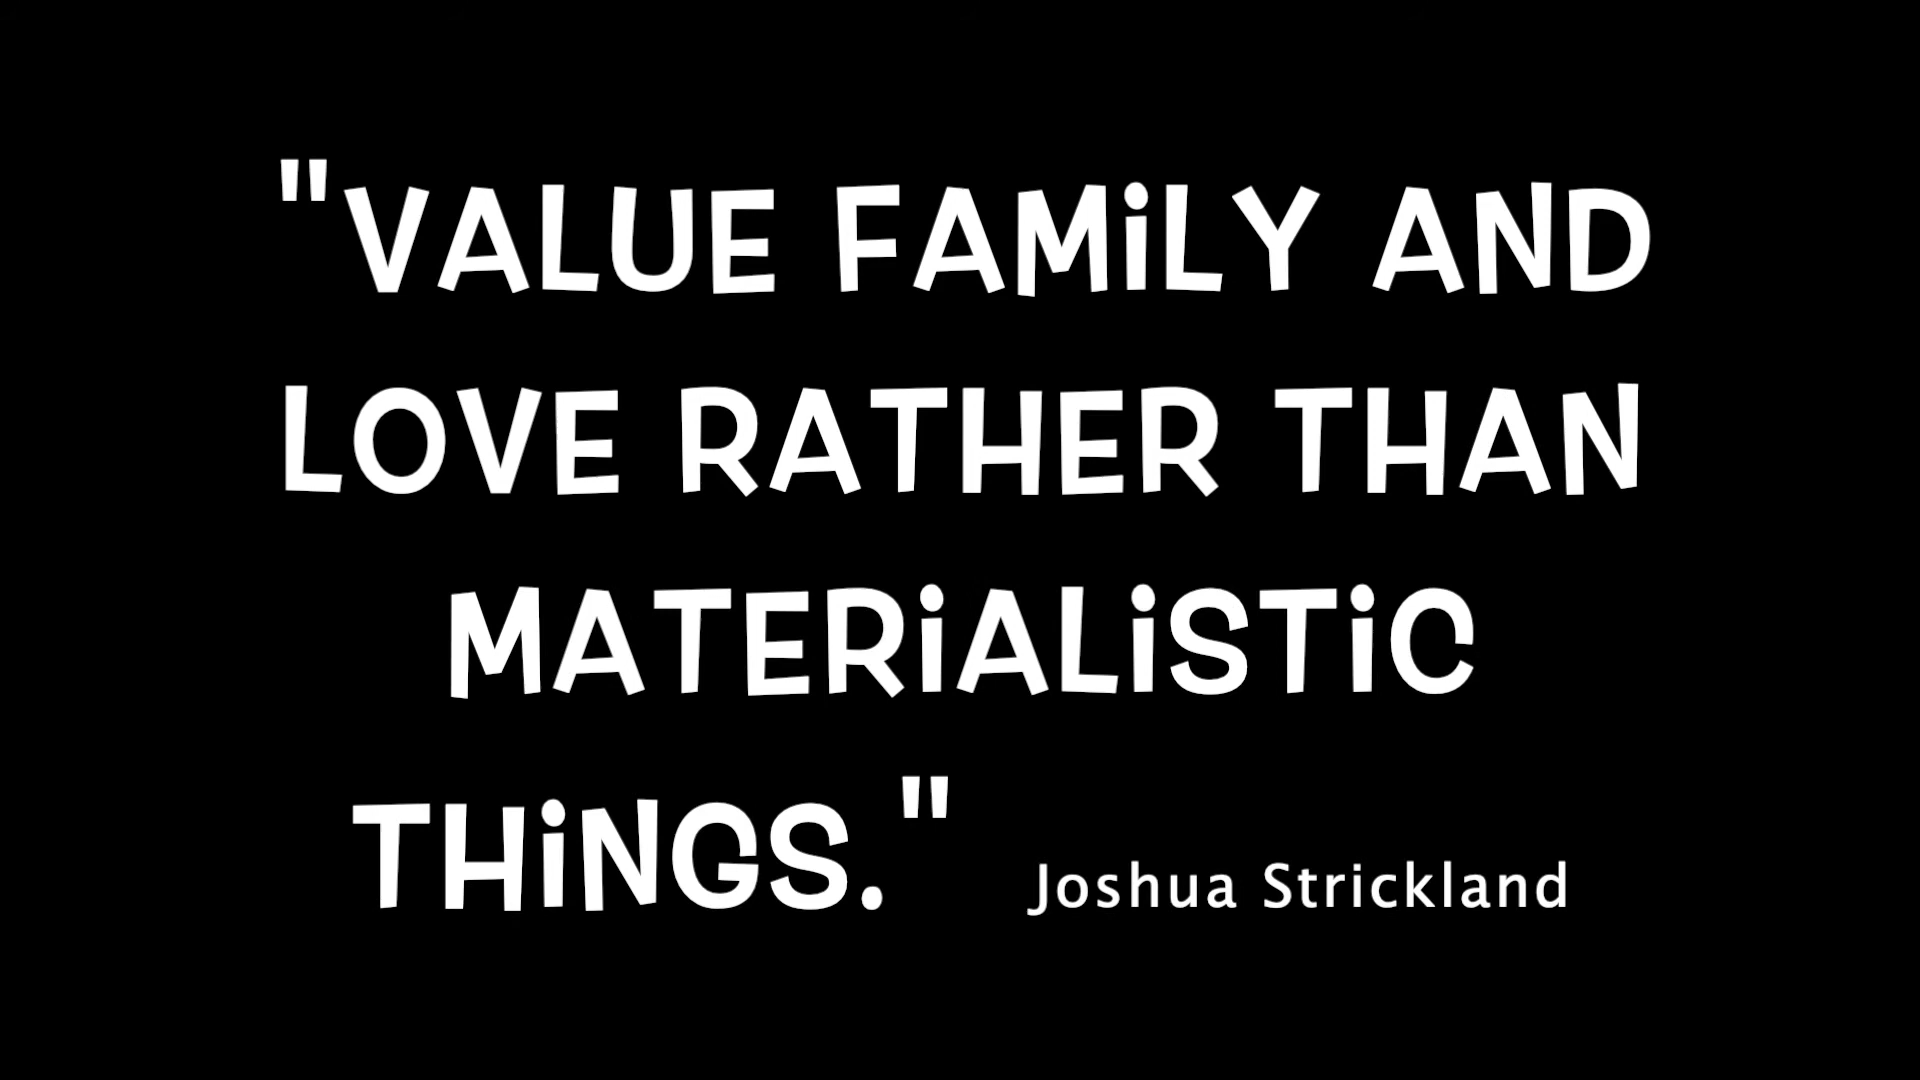 "VALUE FAMiLY AND
LOVE RATHER THAN
MATERiALiSTiC
THiNGS." Joshua Strickland